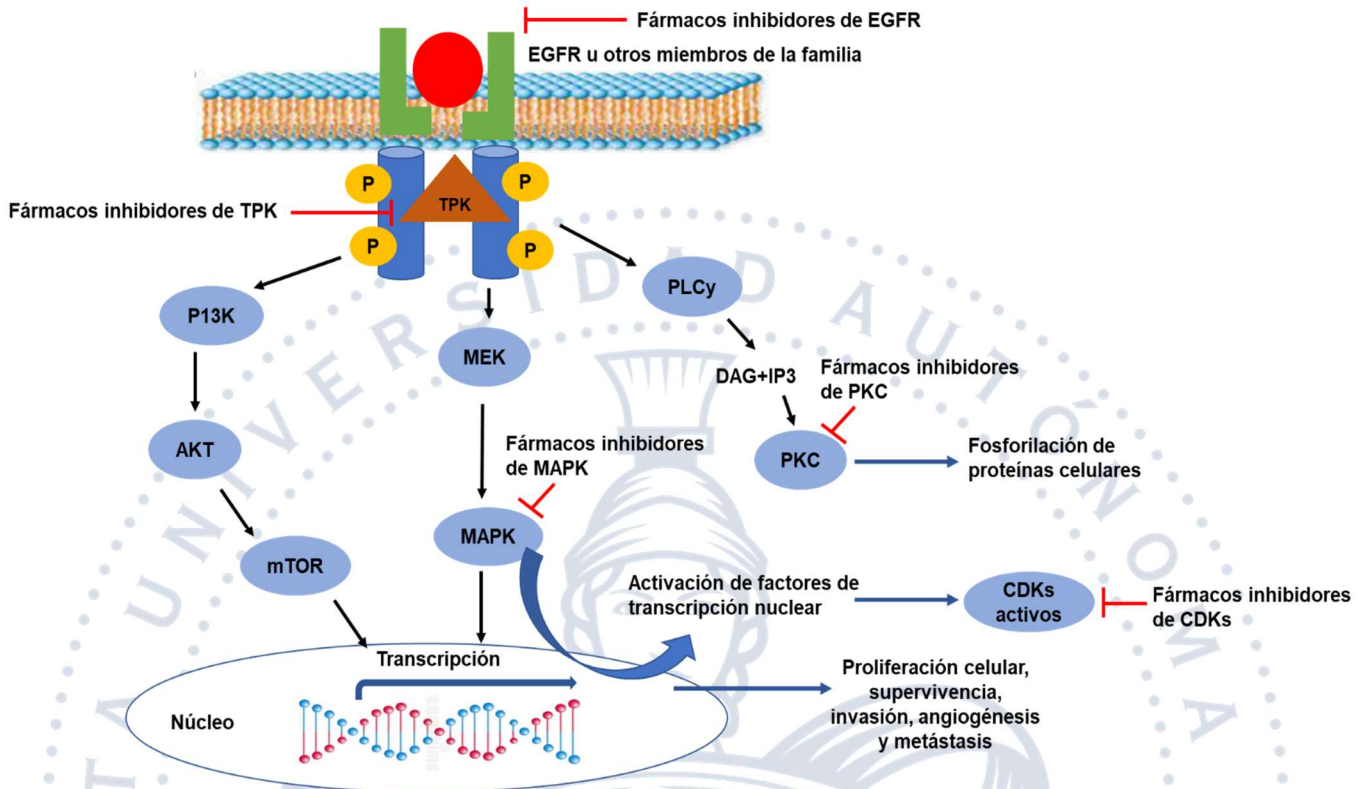 Fármacos inhibidores de EGFR
EGFR u otros miembros de la familia
P
P
TPK
Fármacos inhibidores de TPK
P
P
P13K
PLCy
MEK
DAG+IP3
Fármacos inhibidores
de PKC
AKT
Fármacos inhibidores
de MAPK
PKC
Fosforilación de
proteínas celulares
MAPK
mTOR
Activación de factores de
transcripción nuclear
CDKs
activos
Fármacos inhibidores
de CDKs
Transcripción
Núcleo
Proliferación celular,
supervivencia,
invasión, angiogénesis
y metástasis
UNIVERSIDAD AUTÓNOMA